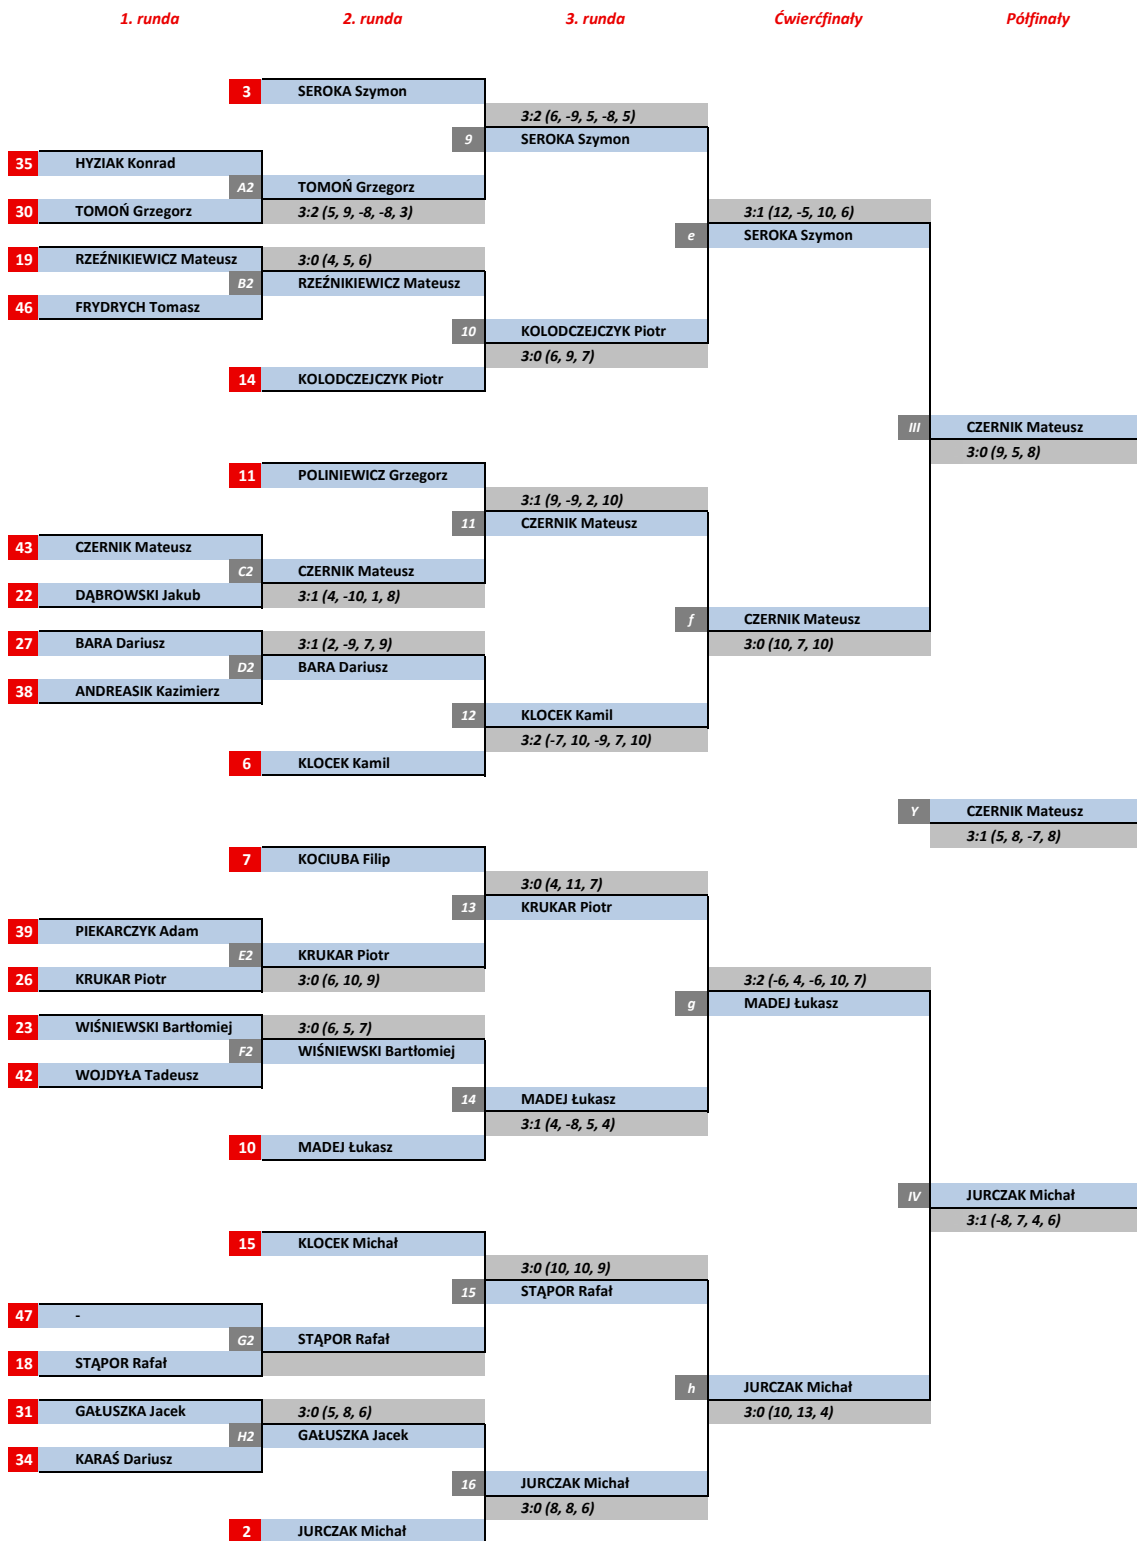 1. runda 2. runda 3. runda Ćwierćfinały Półfinały
3 SEROKA Szymon
3:2 (6, -9, 5, -8, 5)
9 SEROKA Szymon
35 HYZIAK Konrad
A2 TOMOŃ Grzegorz
30 TOMOŃ Grzegorz 3:2 (5, 9, -8, -8, 3) 3:1 (12, -5, 10, 6)
e SEROKA Szymon
19 RZEŹNIKIEWICZ Mateusz 3:0 (4, 5, 6)
B2 RZEŹNIKIEWICZ Mateusz
46 FRYDRYCH Tomasz
10 KOLODCZEJCZYK Piotr
3:0 (6, 9, 7)
14 KOLODCZEJCZYK Piotr
III CZERNIK Mateusz
3:0 (9, 5, 8)
11 POLINIEWICZ Grzegorz
3:1 (9, -9, 2, 10)
11 CZERNIK Mateusz
43 CZERNIK Mateusz
C2 CZERNIK Mateusz
22 DĄBROWSKI Jakub 3:1 (4, -10, 1, 8)
f CZERNIK Mateusz
27 BARA Dariusz 3:1 (2, -9, 7, 9) 3:0 (10, 7, 10)
D2 BARA Dariusz
38 ANDREASIK Kazimierz
12 KLOCEK Kamil
3:2 (-7, 10, -9, 7, 10)
6 KLOCEK Kamil
Y CZERNIK Mateusz
3:1 (5, 8, -7, 8)
7 KOCIUBA Filip
3:0 (4, 11, 7)
13 KRUKAR Piotr
39 PIEKARCZYK Adam
E2 KRUKAR Piotr
26 KRUKAR Piotr 3:0 (6, 10, 9) 3:2 (-6, 4, -6, 10, 7)
g MADEJ Łukasz
23 WIŚNIEWSKI Bartłomiej 3:0 (6, 5, 7)
F2 WIŚNIEWSKI Bartłomiej
42 WOJDYŁA Tadeusz
14 MADEJ Łukasz
3:1 (4, -8, 5, 4)
10 MADEJ Łukasz
IV JURCZAK Michał
3:1 (-8, 7, 4, 6)
15 KLOCEK Michał
3:0 (10, 10, 9)
15 STĄPOR Rafał
47 -
G2 STĄPOR Rafał
18 STĄPOR Rafał
h JURCZAK Michał
31 GAŁUSZKA Jacek 3:0 (5, 8, 6) 3:0 (10, 13, 4)
H2 GAŁUSZKA Jacek
34 KARAŚ Dariusz
16 JURCZAK Michał
3:0 (8, 8, 6)
2 JURCZAK Michał